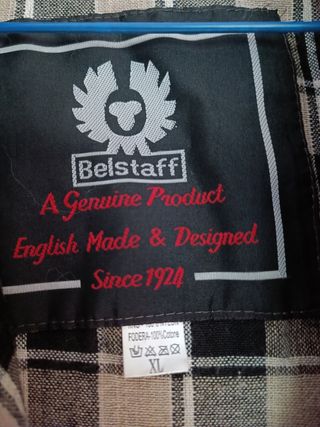 Belstaff
A Genuine Product
English Made & Designed
Since 1924
FODERA-100%Cotone
XL